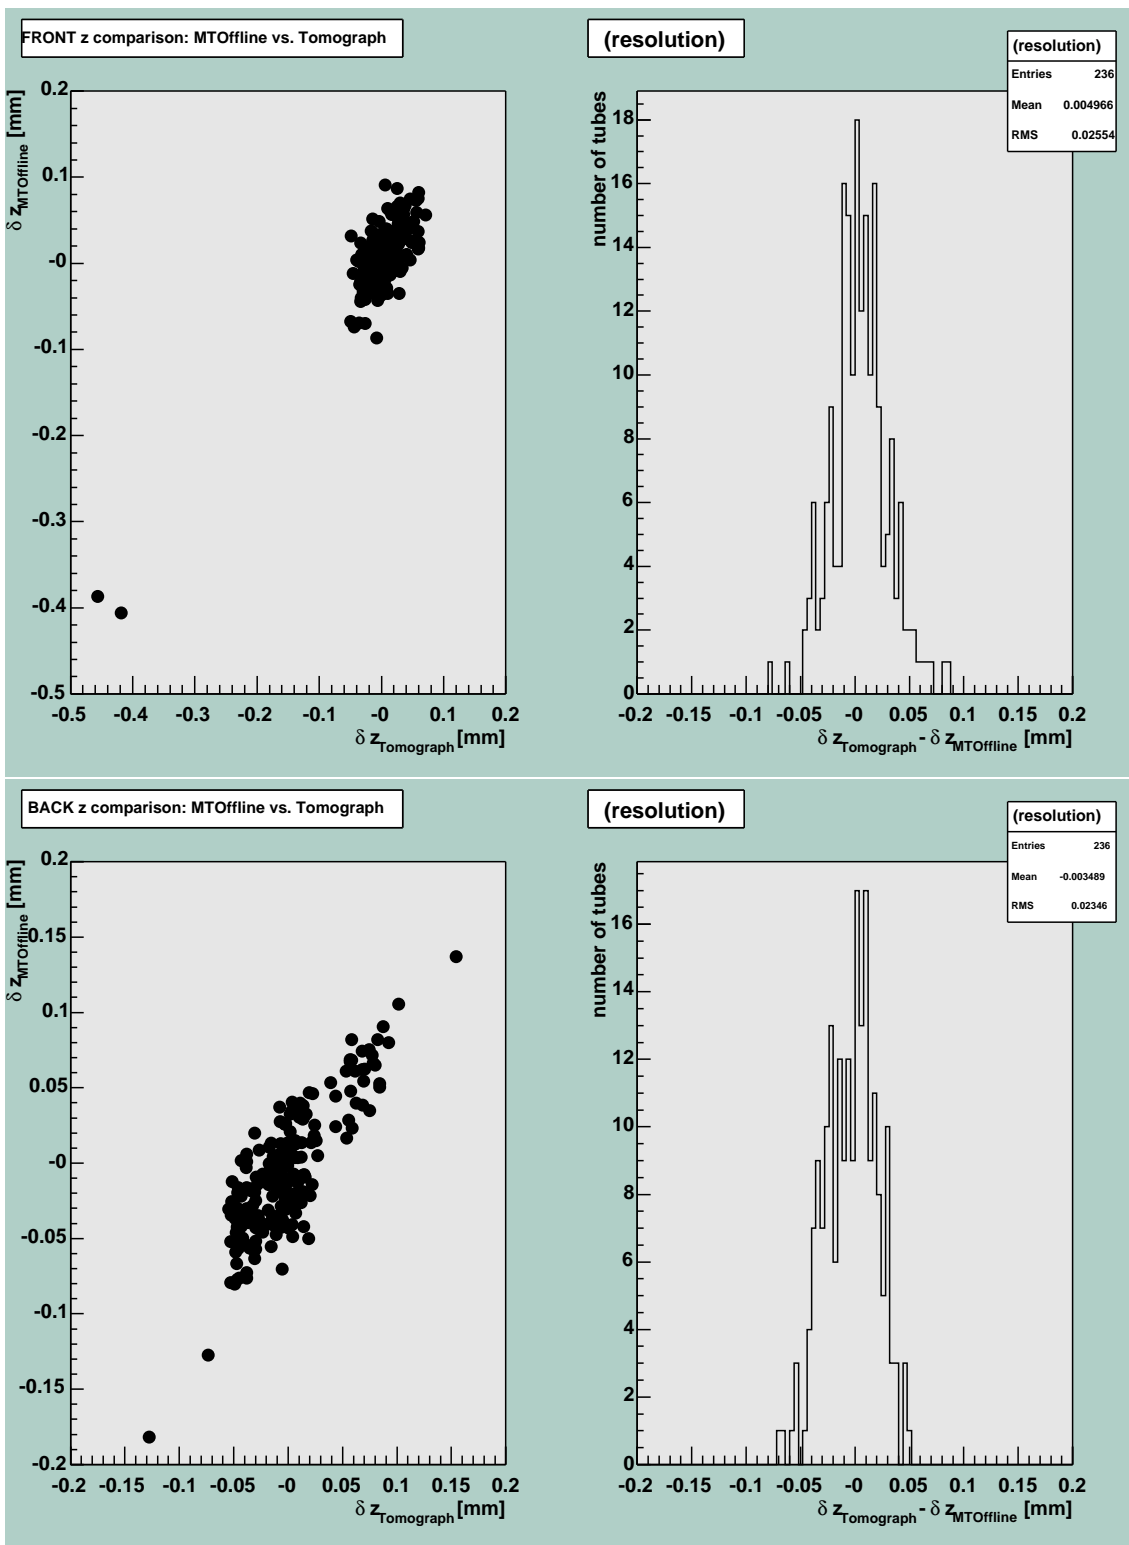 FRONT z comparison: MTOffline vs. Tomograph
(resolution)
(resolution)
Entries 236
Mean 0.004966
RMS 0.02554
δ z_MTOffline [mm]
0.2
0.1
-0
-0.1
-0.2
-0.3
-0.4
-0.5
-0.5 -0.4 -0.3 -0.2 -0.1 -0 0.1 0.2
δ z_Tomograph [mm]
number of tubes
18
16
14
12
10
8
6
4
2
0
-0.2 -0.15 -0.1 -0.05 -0 0.05 0.1 0.15 0.2
δ z_Tomograph - δ z_MTOffline [mm]
BACK z comparison: MTOffline vs. Tomograph
(resolution)
(resolution)
Entries 236
Mean -0.003489
RMS 0.02346
δ z_MTOffline [mm]
0.2
0.15
0.1
0.05
-0
-0.05
-0.1
-0.15
-0.2
-0.2 -0.15 -0.1 -0.05 -0 0.05 0.1 0.15 0.2
δ z_Tomograph [mm]
number of tubes
16
14
12
10
8
6
4
2
0
-0.2 -0.15 -0.1 -0.05 -0 0.05 0.1 0.15 0.2
δ z_Tomograph - δ z_MTOffline [mm]